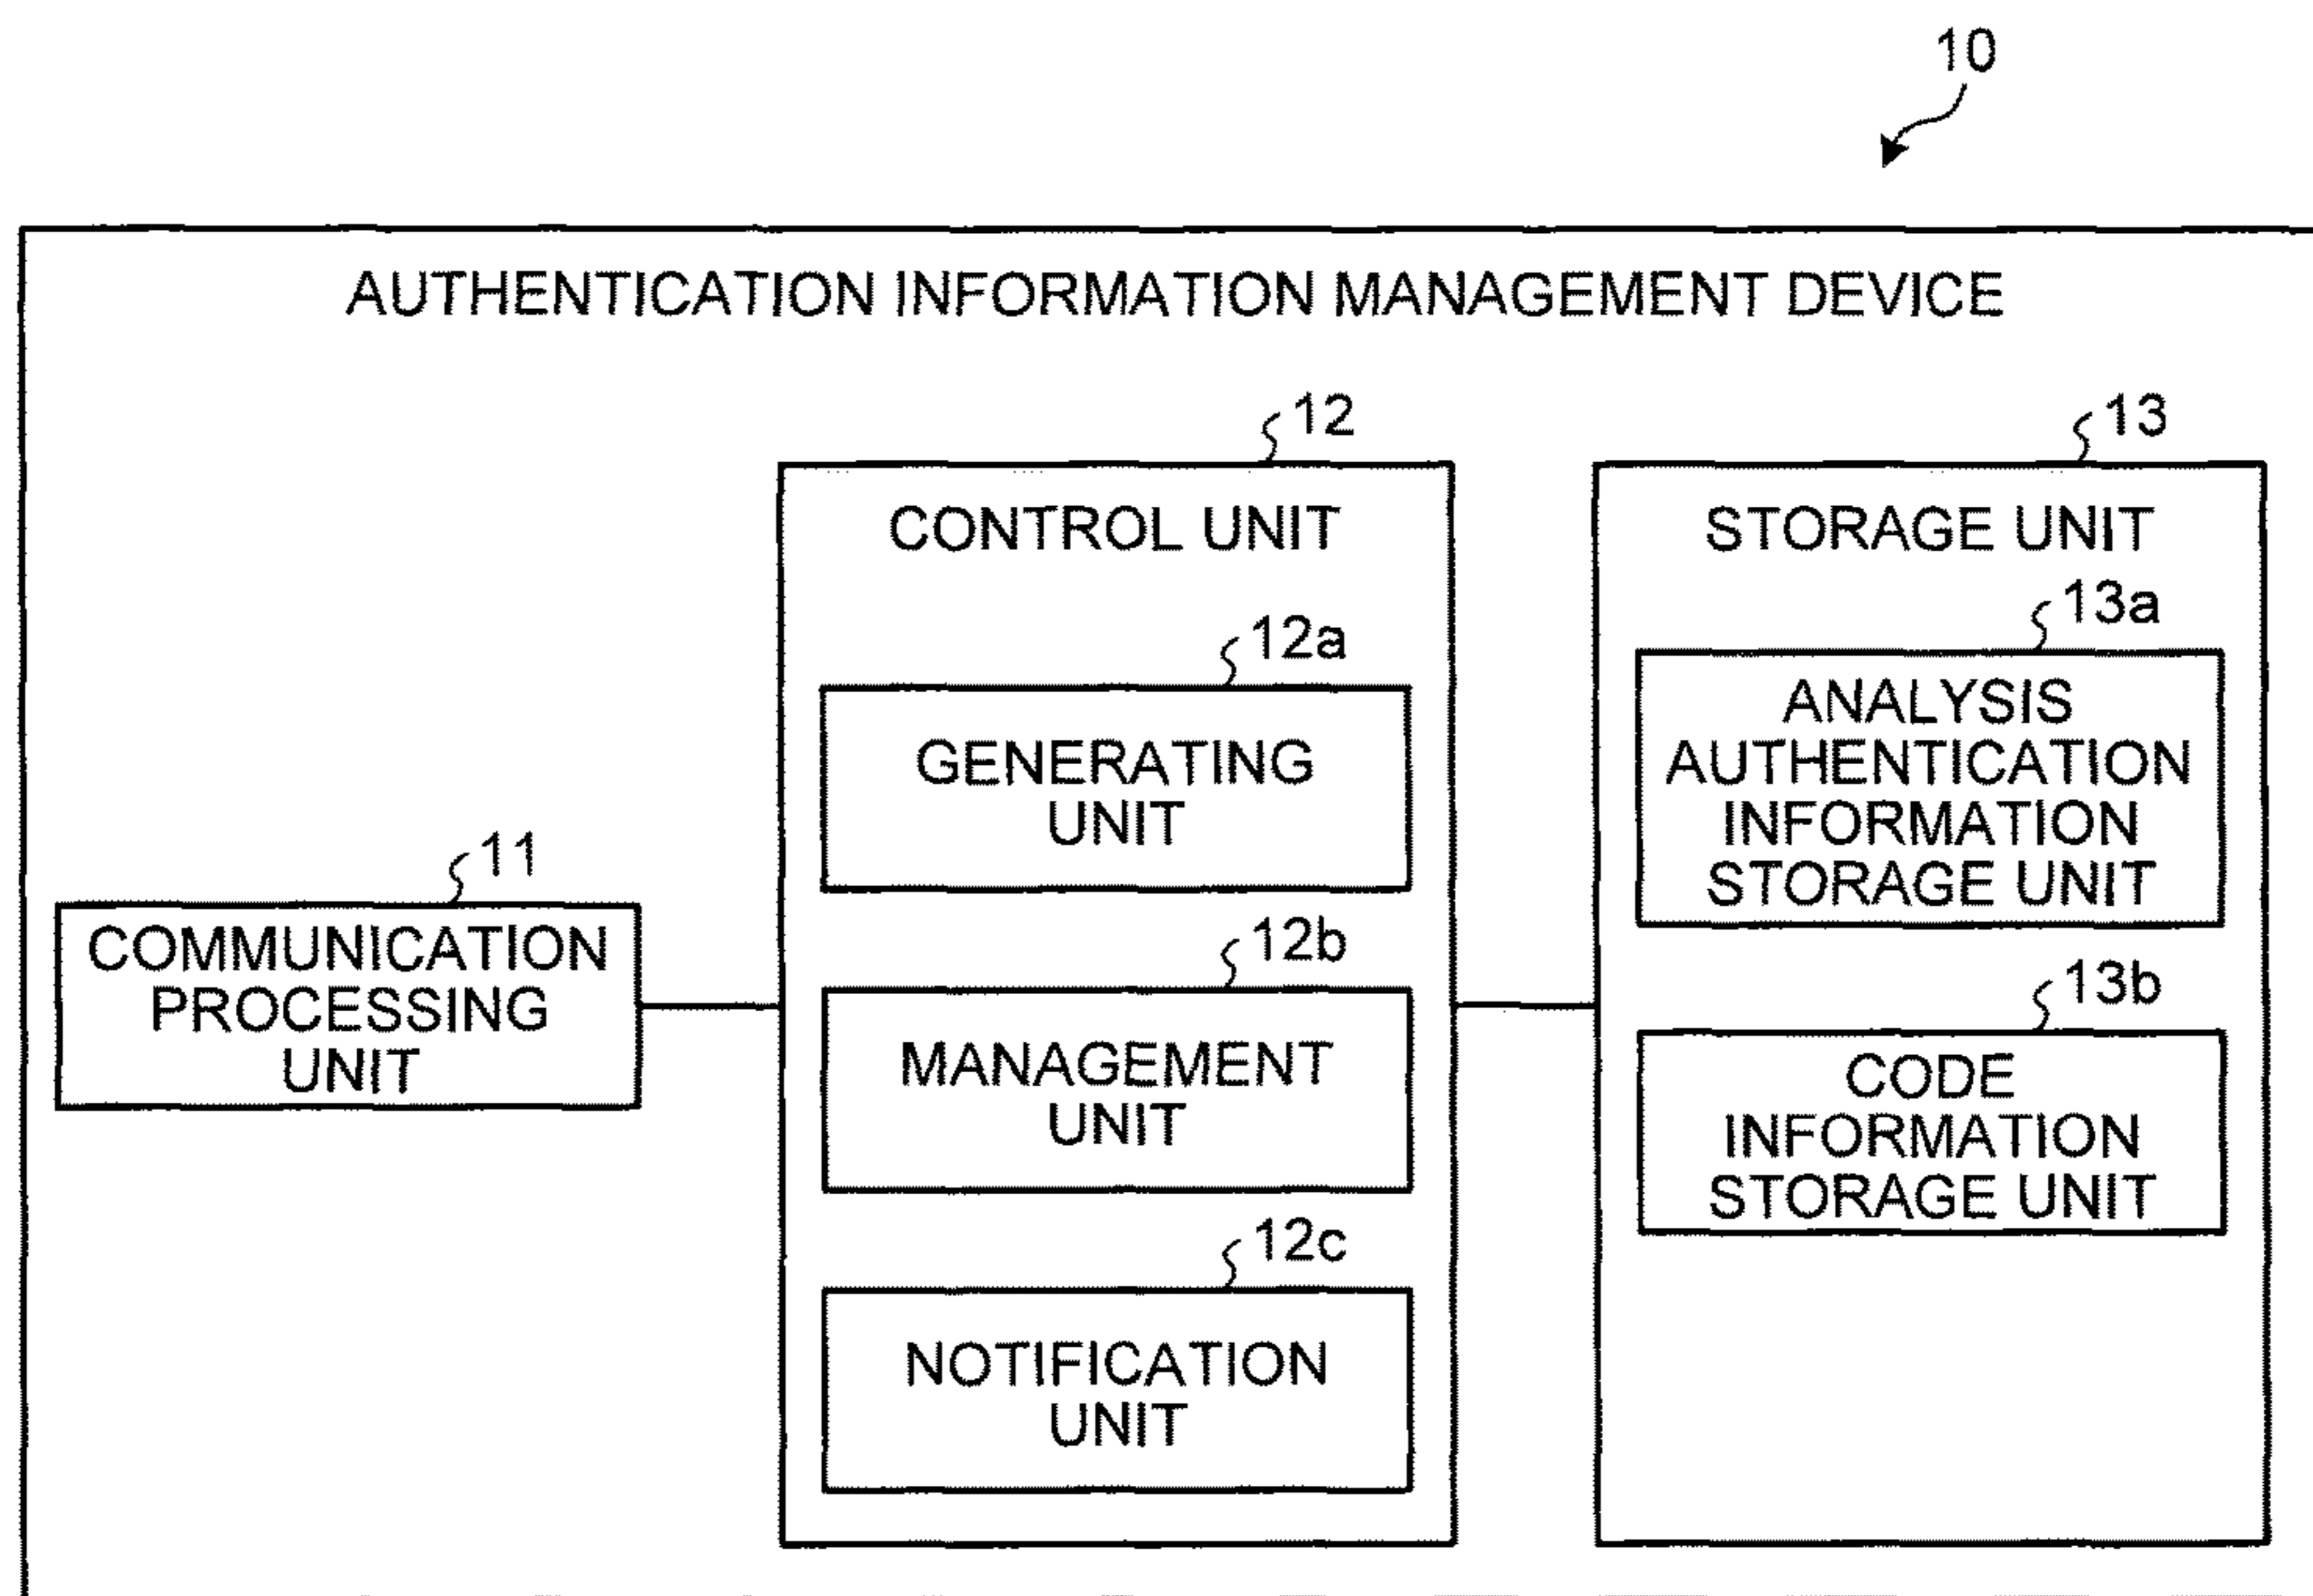 10
AUTHENTICATION INFORMATION MANAGEMENT DEVICE
11
COMMUNICATION
PROCESSING
UNIT
12
CONTROL UNIT
12a
GENERATING
UNIT
12b
MANAGEMENT
UNIT
12c
NOTIFICATION
UNIT
13
STORAGE UNIT
13a
ANALYSIS
AUTHENTICATION
INFORMATION
STORAGE UNIT
13b
CODE
INFORMATION
STORAGE UNIT